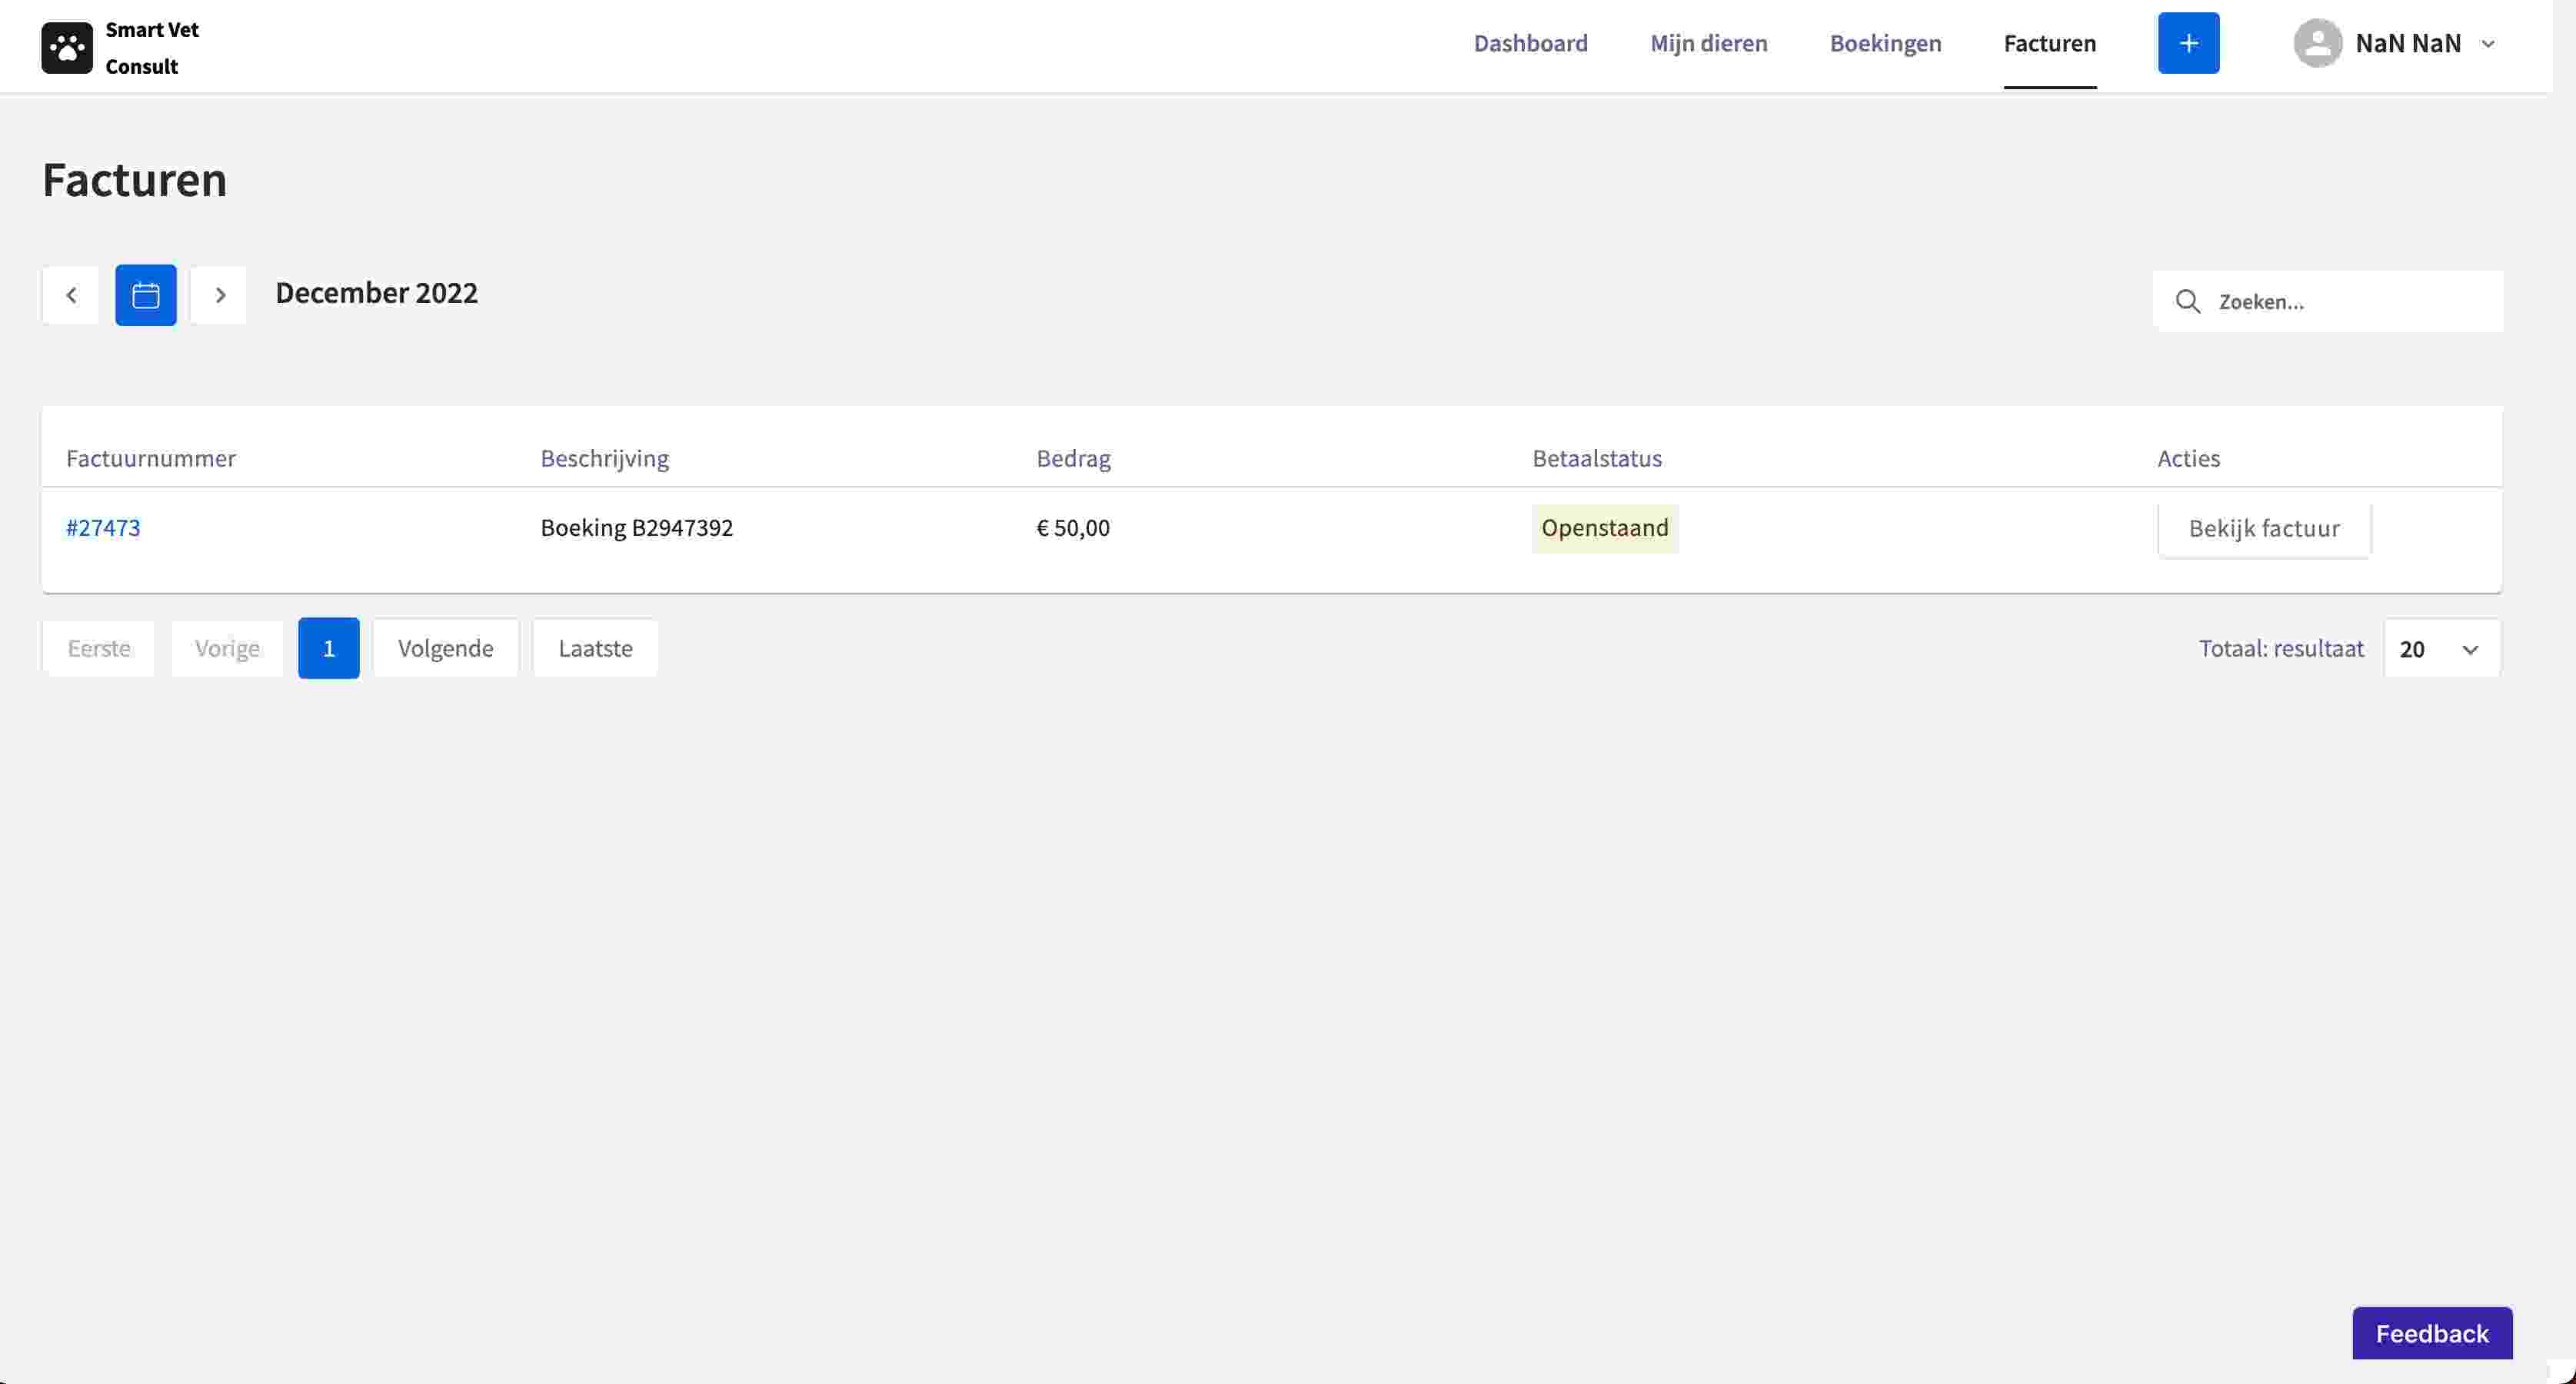 Smart Vet
Consult
Dashboard
Mijn dieren
Boekingen
Facturen
+
NaN NaN
Facturen
December 2022
Zoeken...
Factuurnummer
Beschrijving
Bedrag
Betaalstatus
Acties
#27473
Boeking B2947392
€ 50,00
Openstaand
Bekijk factuur
Eerste
Vorige
1
Volgende
Laatste
Totaal: resultaat
20
Feedback